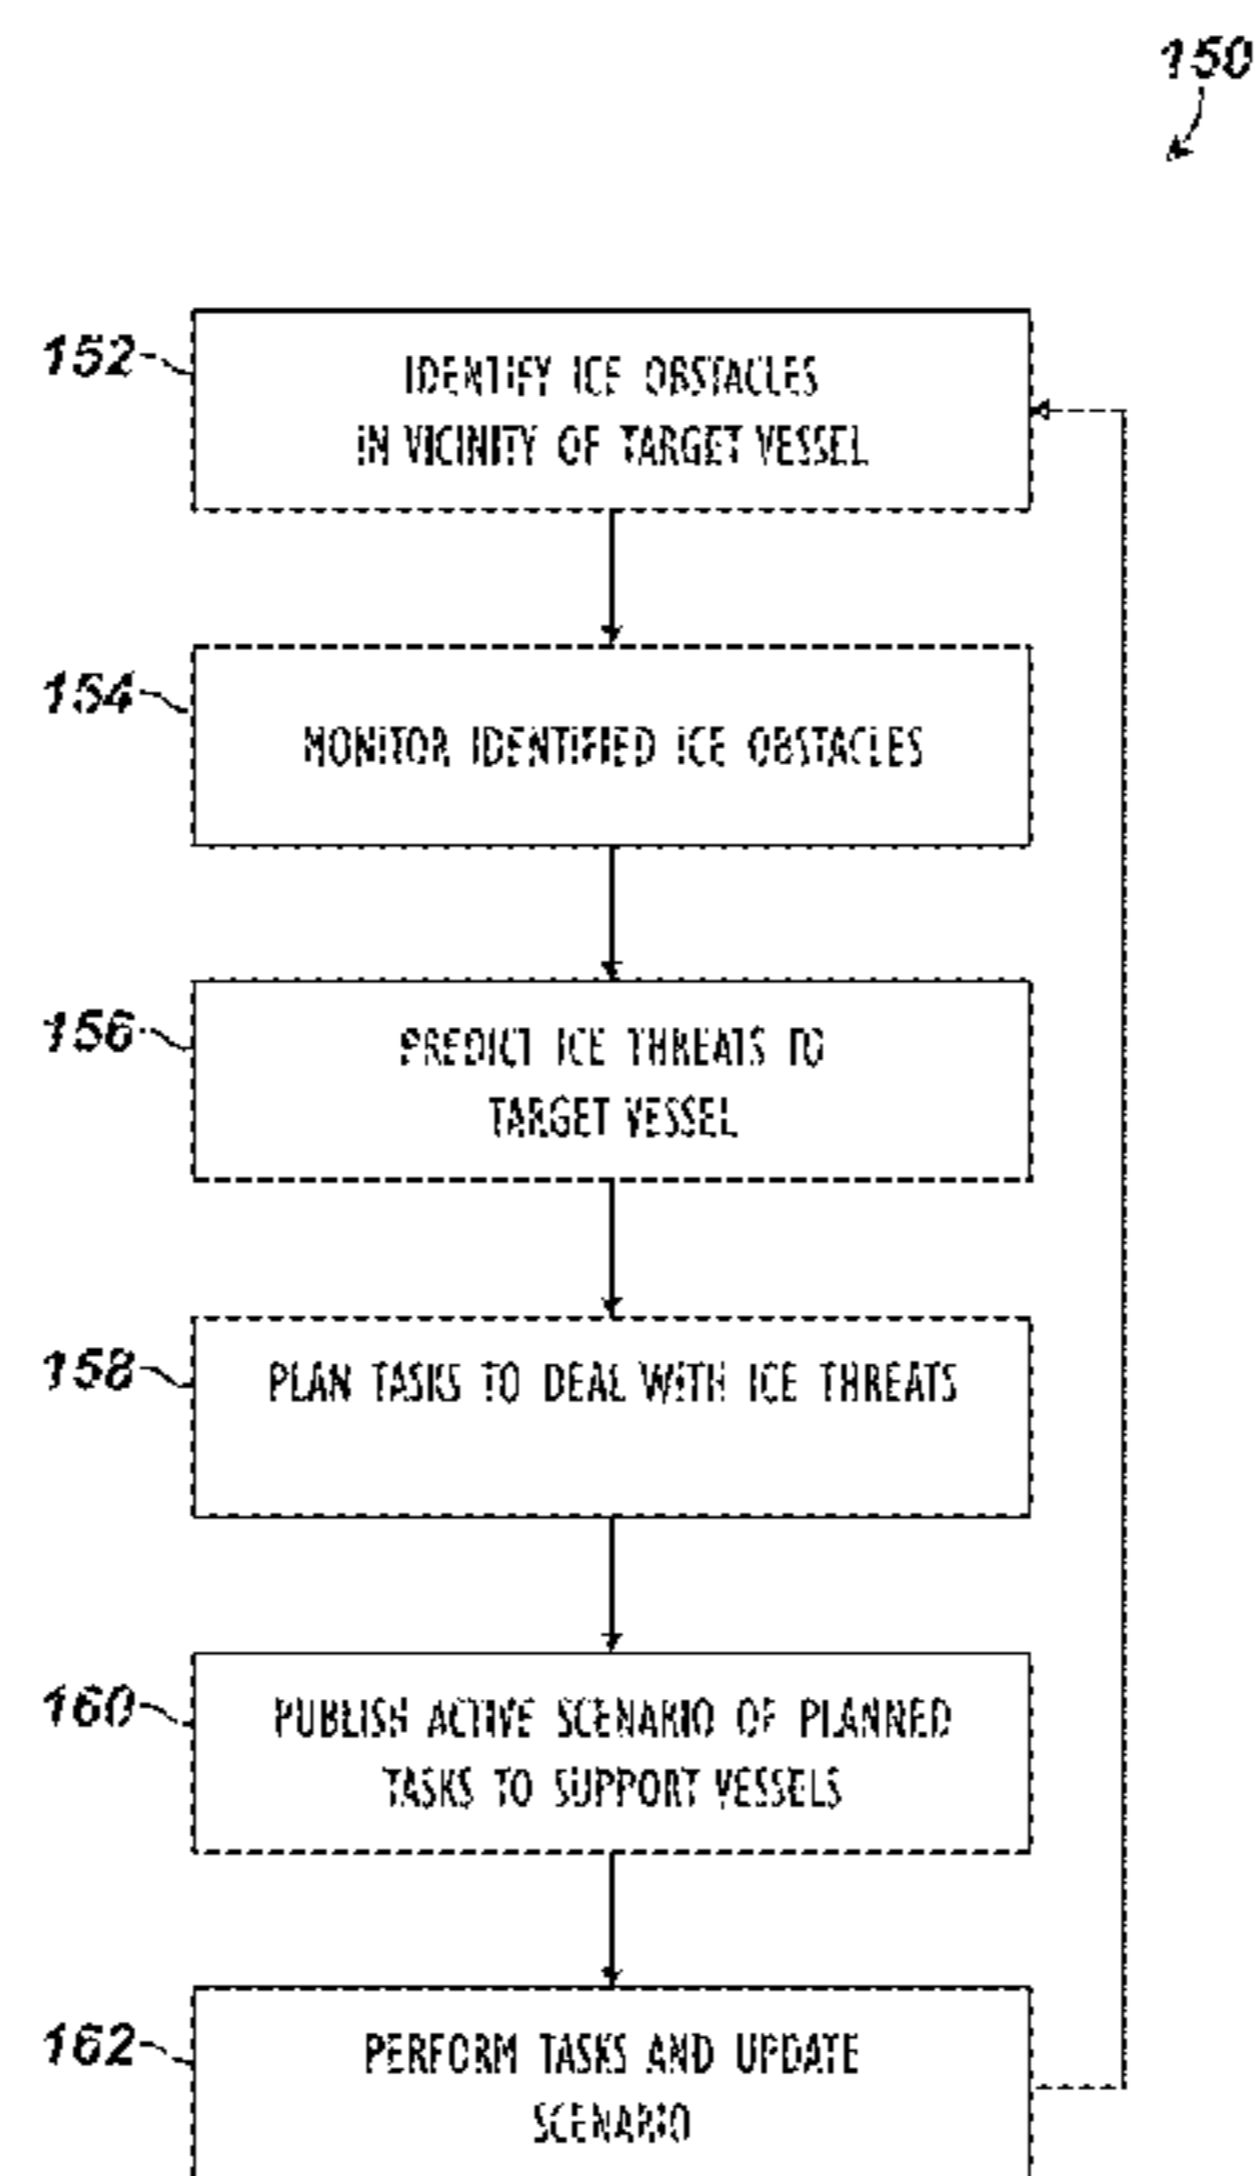 150
152
IDENTIFY ICE OBSTACLES
IN VICINITY OF TARGET VESSEL
154
MONITOR IDENTIFIED ICE OBSTACLES
156
PREDICT ICE THREATS TO
TARGET VESSEL
158
PLAN TASKS TO DEAL WITH ICE THREATS
160
PUBLISH ACTIVE SCENARIO OF PLANNED
TASKS TO SUPPORT VESSELS
162
PERFORM TASKS AND UPDATE
SCENARIO